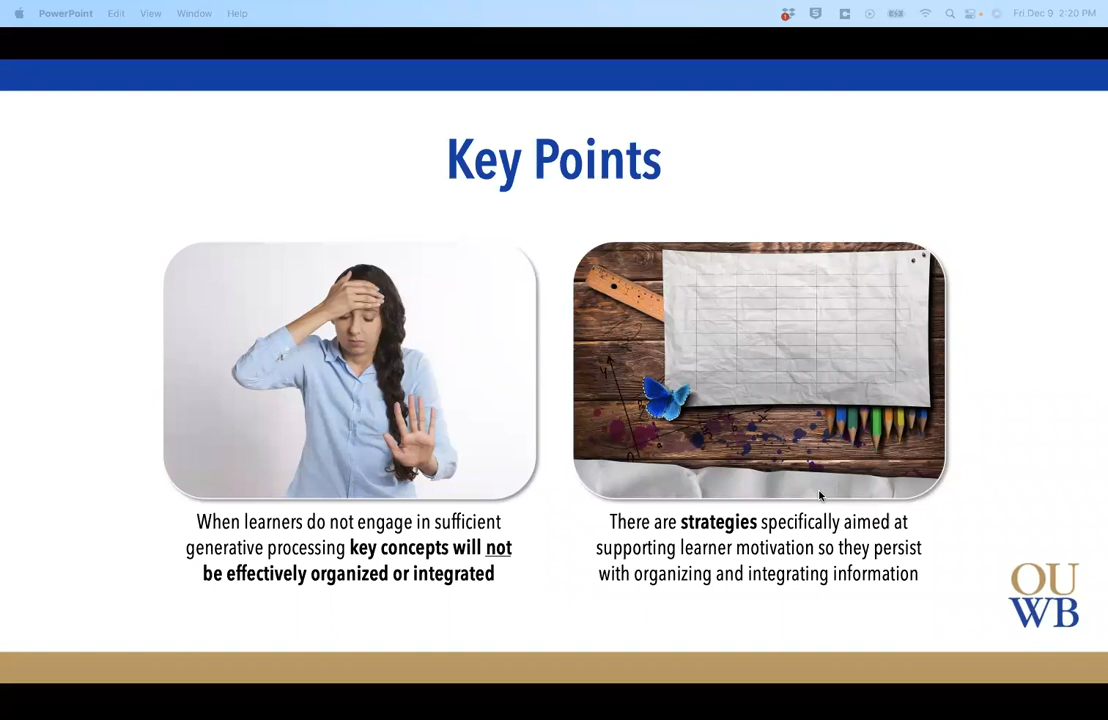 PowerPoint Edit View Window Help
Fri Dec 9 2:20 PM
Key Points
When learners do not engage in sufficient
generative processing key concepts will not
be effectively organized or integrated
There are strategies specifically aimed at
supporting learner motivation so they persist
with organizing and integrating information
OU
WB